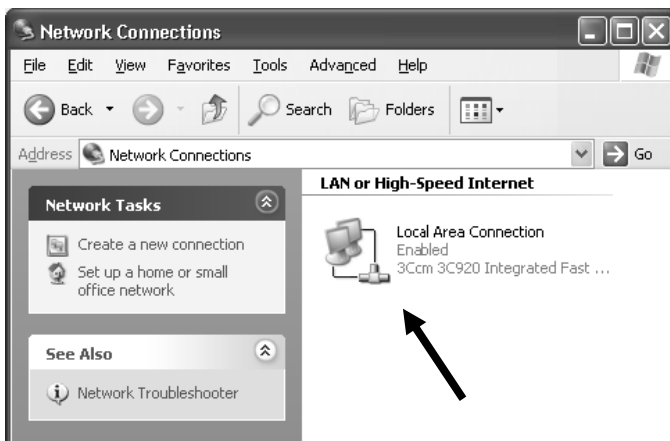 Network Connections
File Edit View Favorites Tools Advanced Help
Back Search Folders
Address Network Connections Go
Network Tasks
Create a new connection
Set up a home or small
office network
See Also
Network Troubleshooter
LAN or High-Speed Internet
Local Area Connection
Enabled
3Com 3C920 Integrated Fast ...